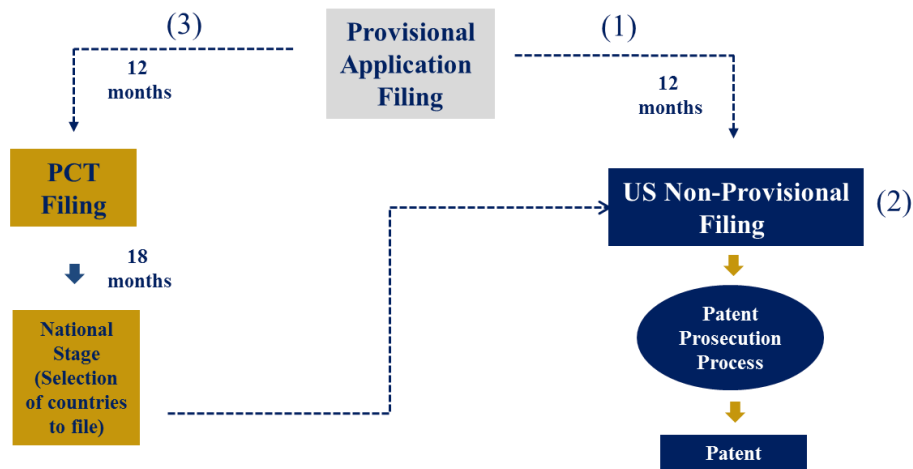 (3)
Provisional
Application
Filing
(1)
12
months
12
months
PCT
Filing
US Non-Provisional
Filing
(2)
18
months
National
Stage
(Selection
of countries
to file)
Patent
Prosecution
Process
Patent